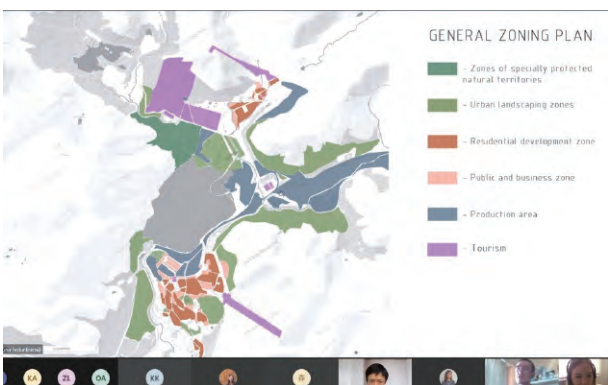 GENERAL ZONING PLAN
- Zones of specially protected
natural territories
- Urban landscaping zones
- Residential development zone
- Public and business zone
- Production area
- Tourism
KA
ZL
OA
KK